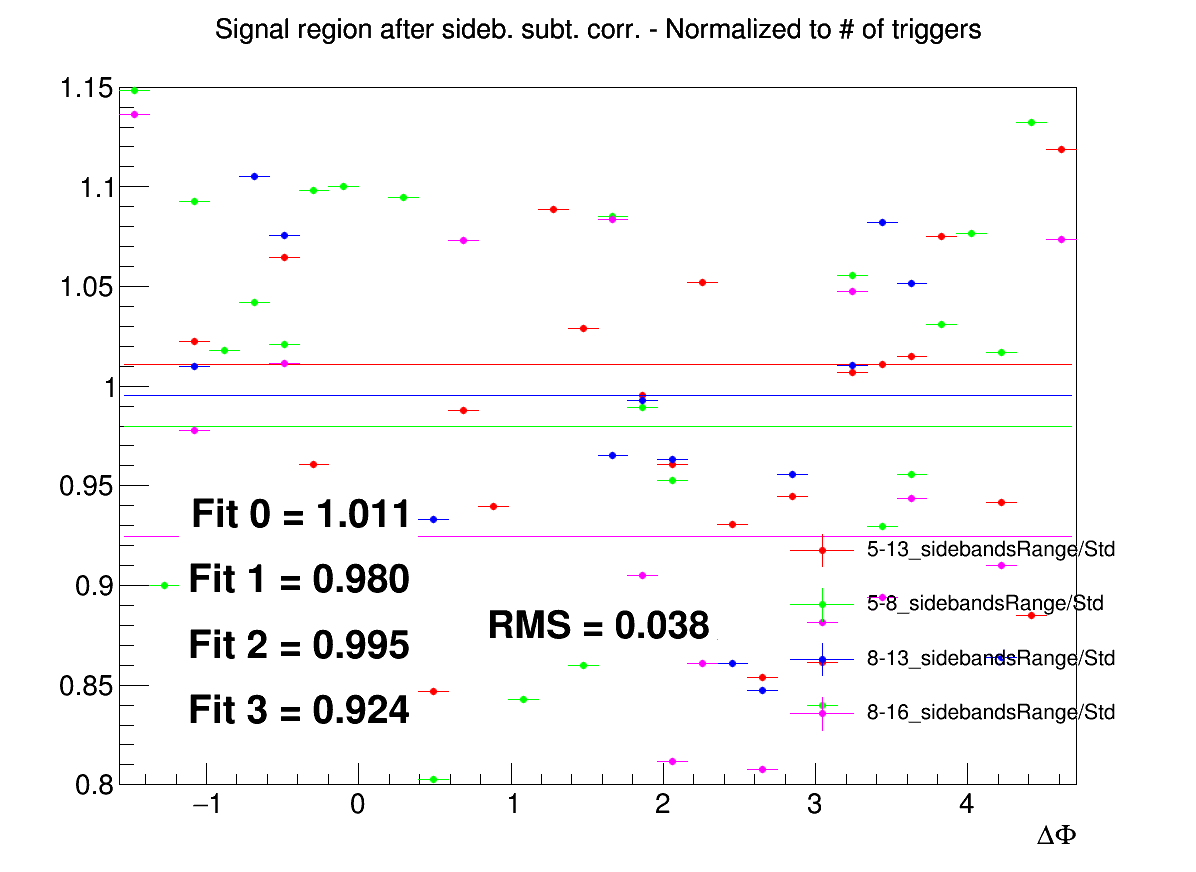 Signal region after sideb. subt. corr. - Normalized to # of triggers
1.15
1.1
1.05
1
0.95
0.9
0.85
0.8
Fit 0 = 1.011
Fit 1 = 0.980
Fit 2 = 0.995
Fit 3 = 0.924
RMS = 0.038
5-13_sidebandsRange/Std
5-8_sidebandsRange/Std
8-13_sidebandsRange/Std
8-16_sidebandsRange/Std
−1 0 1 2 3 4
ΔΦ